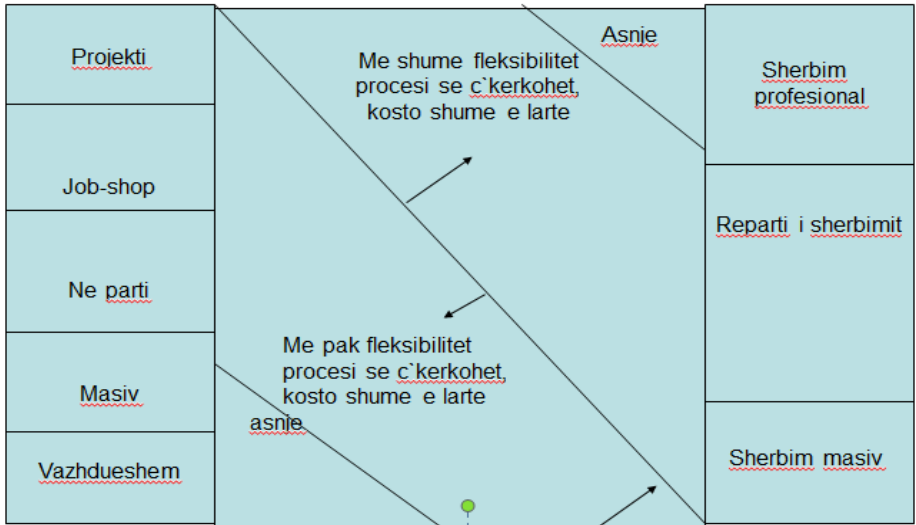 Projekti
Job-shop
Ne parti
Masiv
Vazhdueshem
Me shume fleksibilitet
procesi se c`kerkohet,
kosto shume e larte
Asnje
Me pak fleksibilitet
procesi se c`kerkohet,
kosto shume e larte
asnje
Sherbim
profesional
Reparti i sherbimit
Sherbim masiv